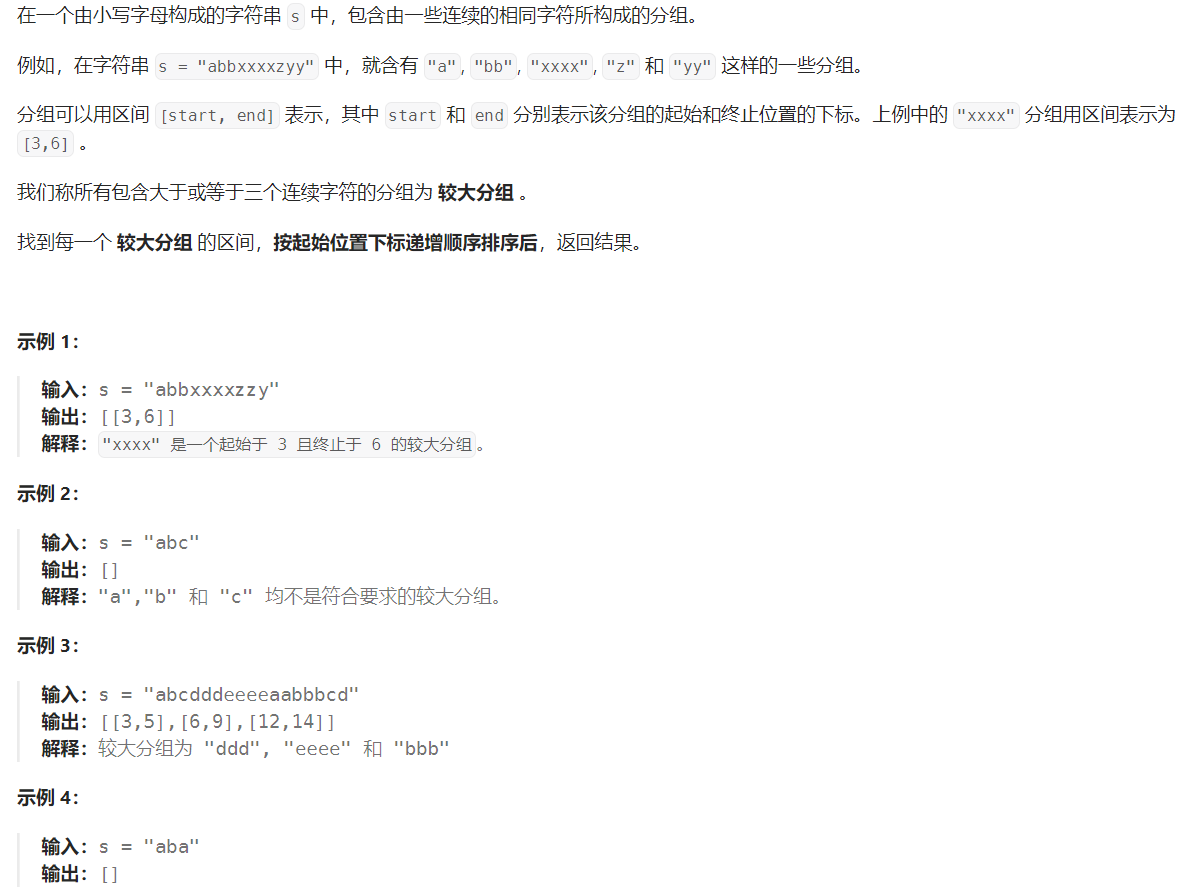 在一个由小写字母构成的字符串 s 中，包含由一些连续的相同字符所构成的分组。
例如，在字符串 s = "abbxxxxzyy" 中，就含有 "a", "bb", "xxxx", "z" 和 "yy" 这样的一些分组。
分组可以用区间 [start, end] 表示，其中 start 和 end 分别表示该分组的起始和终止位置的下标。上例中的 "xxxx" 分组用区间表示为
[3,6] 。
我们称所有包含大于或等于三个连续字符的分组为 较大分组 。
找到每一个 较大分组 的区间，按起始位置下标递增顺序排序后，返回结果。
示例 1：
输入：s = "abbxxxxzzy"
输出：[[3,6]]
解释："xxxx" 是一个起始于 3 且终止于 6 的较大分组。
示例 2：
输入：s = "abc"
输出：[]
解释："a","b" 和 "c" 均不是符合要求的较大分组。
示例 3：
输入：s = "abcdddeeeeaabbbcd"
输出：[[3,5],[6,9],[12,14]]
解释：较大分组为 "ddd", "eeee" 和 "bbb"
示例 4：
输入：s = "aba"
输出：[]